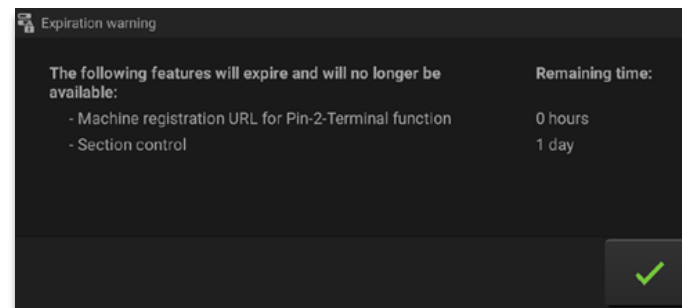 Expiration warning
The following features will expire and will no longer be available:
Remaining time:
- Machine registration URL for Pin-2-Terminal function
0 hours
- Section control
1 day